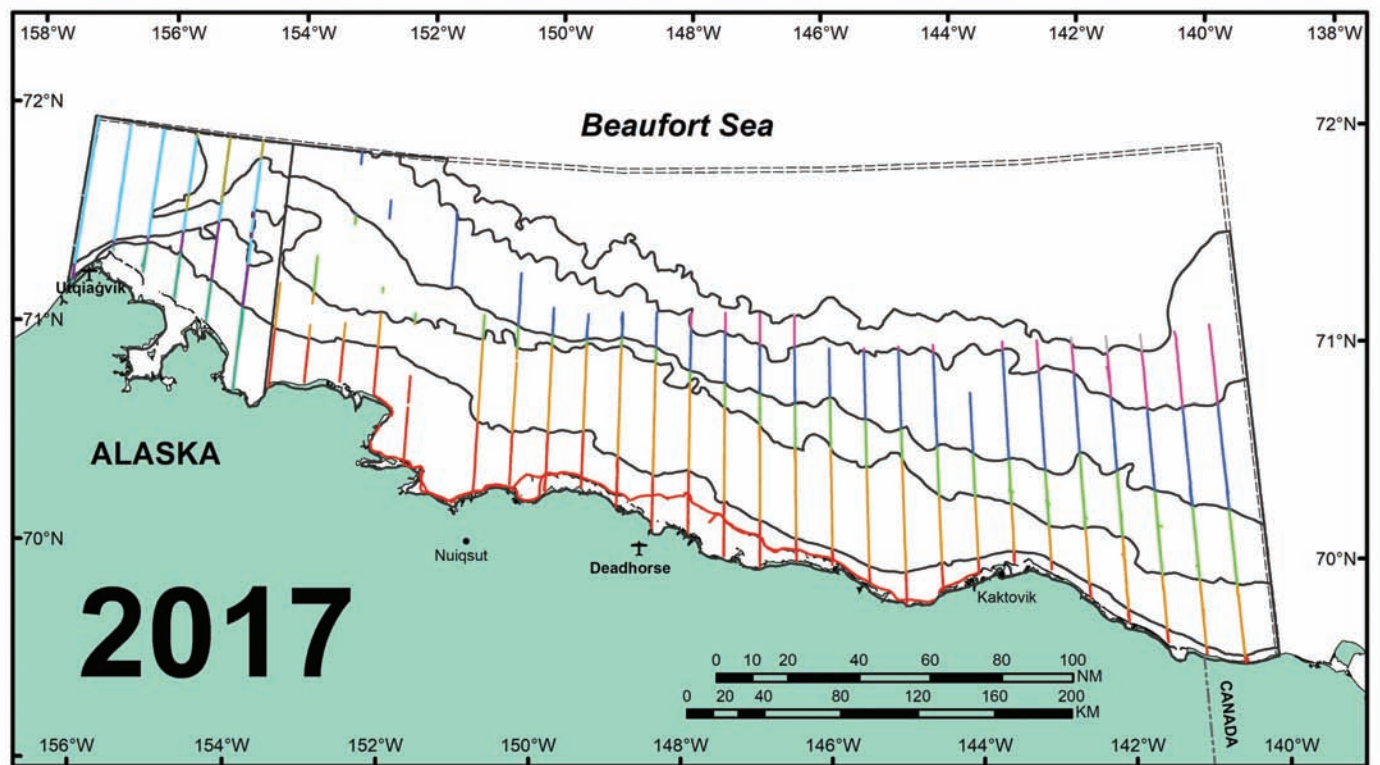 158°W 156°W 154°W 152°W 150°W 148°W 146°W 144°W 142°W 140°W 138°W
72°N
72°N
Beaufort Sea
Utqiaġvik
71°N
71°N
ALASKA
70°N
70°N
Nuiqsut
Deadhorse
Kaktovik
2017
0 10 20 40 60 80 100
NM
0 20 40 80 120 160 200
KM
CANADA
156°W 154°W 152°W 150°W 148°W 146°W 144°W 142°W 140°W